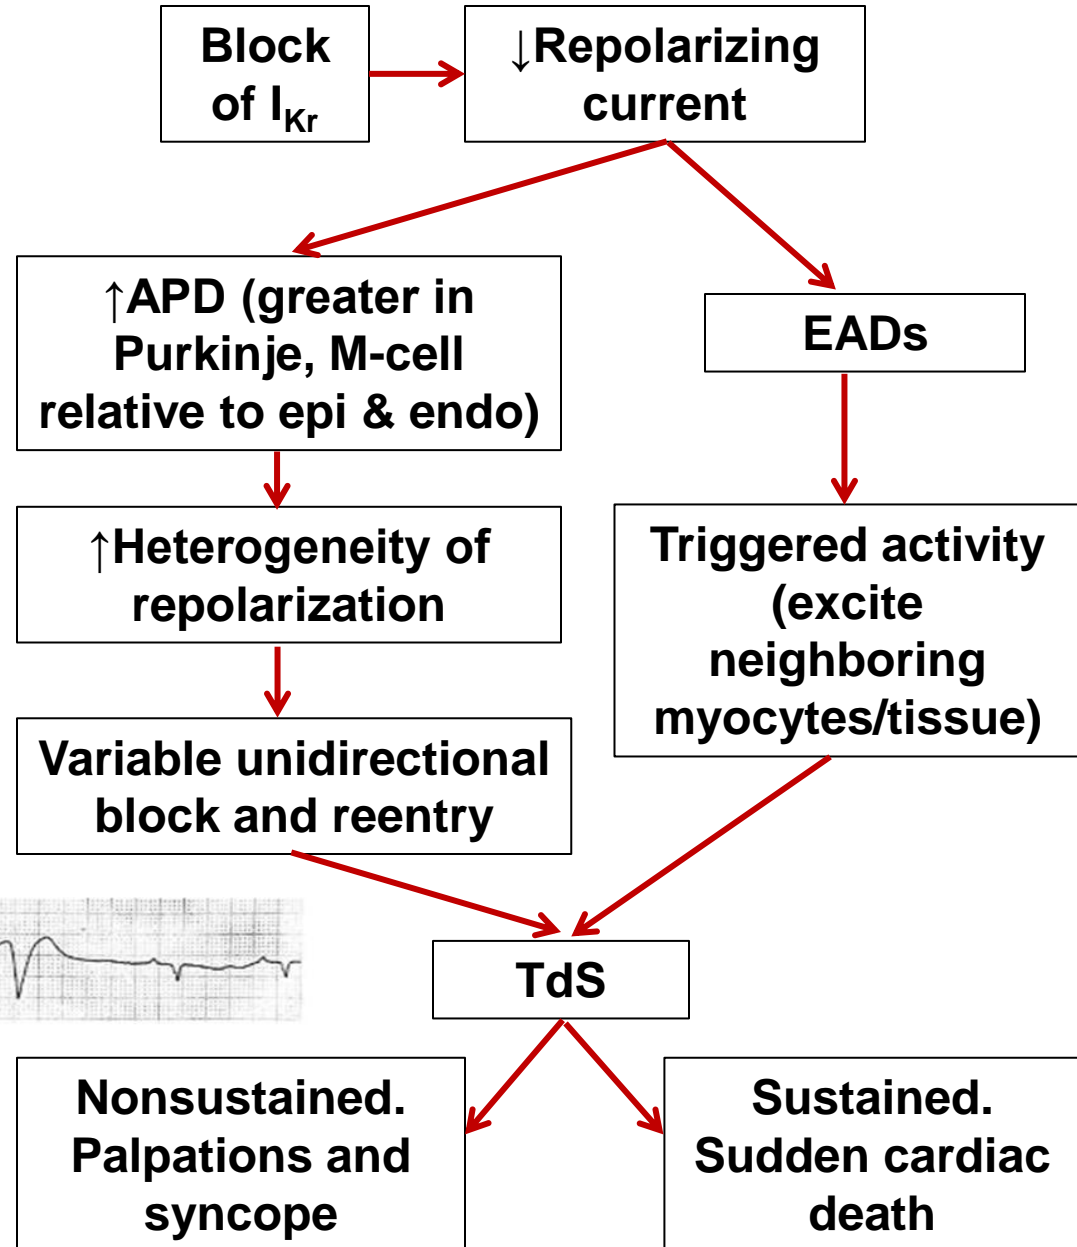 Block
of IKr
↓Repolarizing
current
↑APD (greater in
Purkinje, M-cell
relative to epi & endo)
EADs
↑Heterogeneity of
repolarization
Triggered activity
(excite
neighboring
myocytes/tissue)
Variable unidirectional
block and reentry
TdS
Nonsustained.
Palpations and
syncope
Sustained.
Sudden cardiac
death